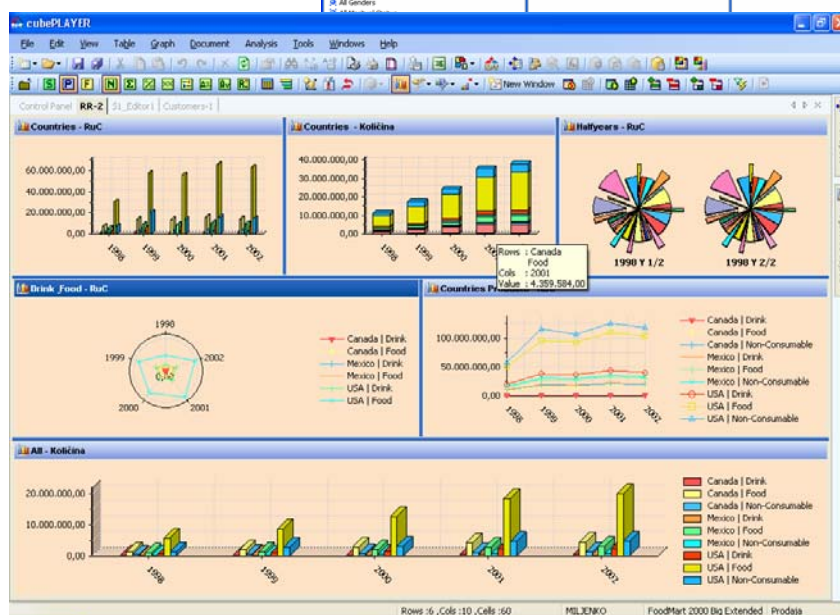 All Genders
cubePLAYER
File Edit View Table Graph Document Analysis Tools Windows Help
New Window
Control Panel RR-2 $1_Editor1 Customers-1
Countries - RuC
Countries - Količina
Halfyears - RuC
60.000.000,00
40.000.000,00
20.000.000,00
0,00
1998
1999
2000
2001
2002
40.000.000,00
30.000.000,00
20.000.000,00
10.000.000,00
0,00
1998
1999
2000
Rows : Canada
Food
Cols : 2001
Value : 4.359.584,00
1998 Y 1/2
1998 Y 2/2
Drink ,Food - RuC
1998
1999
2002
2000
2001
Canada | Drink
Canada | Food
Mexico | Drink
Mexico | Food
USA | Drink
USA | Food
Countries
100.000.000,00
50.000.000,00
0,00
1998
1999
2000
2001
2002
Canada | Drink
Canada | Food
Canada | Non-Consumable
Mexico | Drink
Mexico | Food
Mexico | Non-Consumable
USA | Drink
USA | Food
USA | Non-Consumable
All - Količina
20.000.000,00
10.000.000,00
0,00
1998
1999
2000
2001
2002
Canada | Drink
Canada | Food
Canada | Non-Consumable
Mexico | Drink
Mexico | Food
Mexico | Non-Consumable
USA | Drink
USA | Food
USA | Non-Consumable
Rows :6 ,Cols :10 ,Cells :60 MILJENKO FoodMart 2000 Big Extended Prodaja